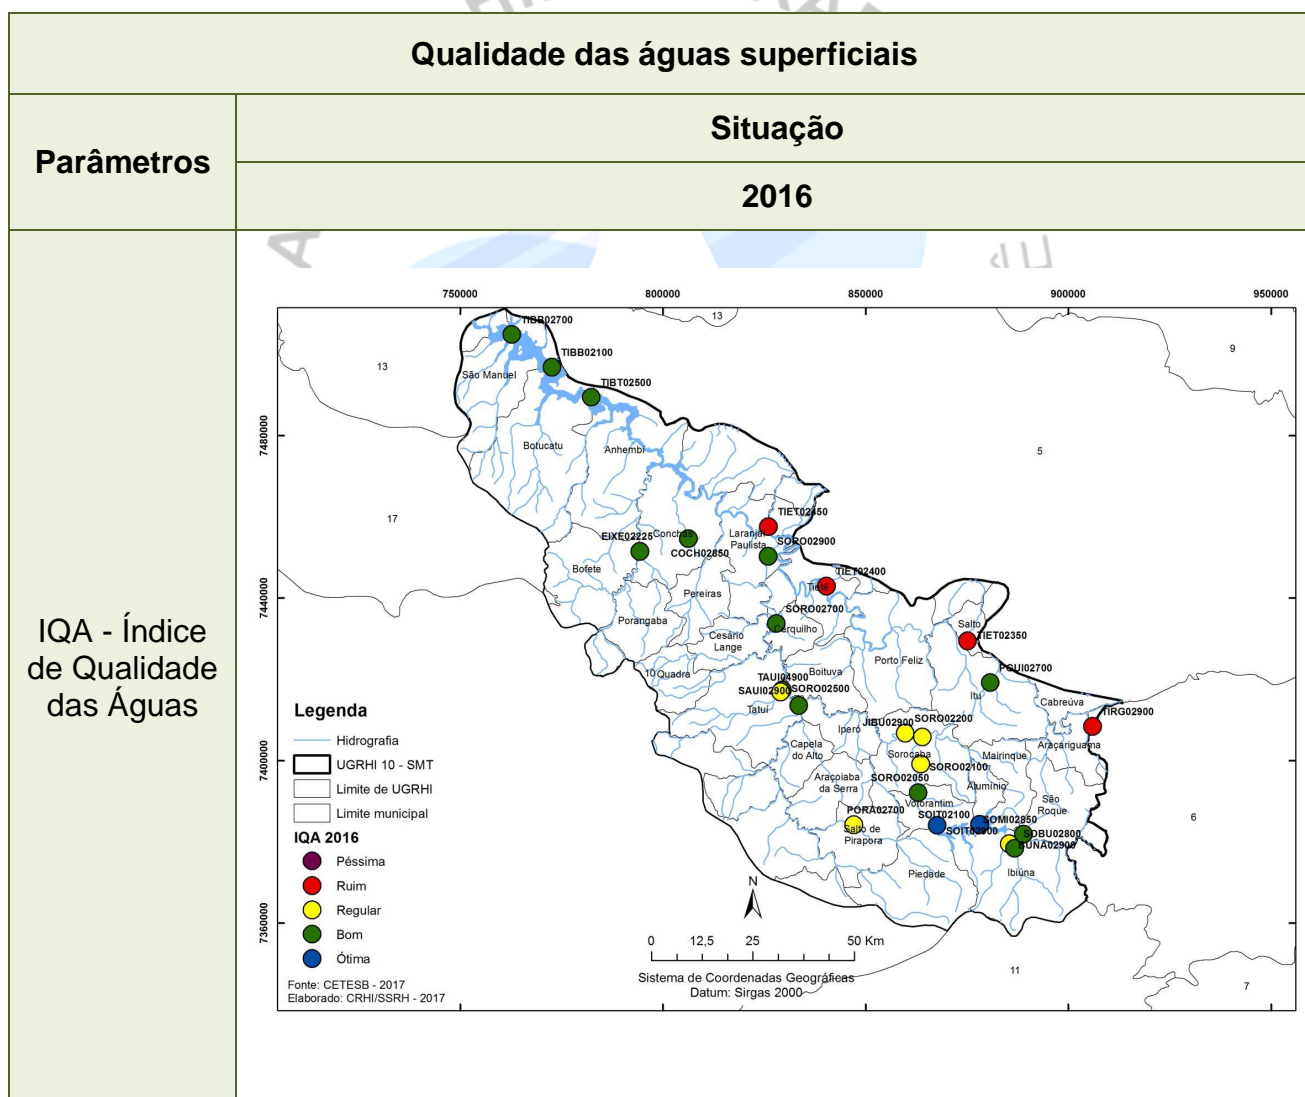 Qualidade das águas superficiais
Parâmetros
Situação
2016
IQA - Índice
de Qualidade
das Águas
750000
800000
850000
900000
950000
7480000
7440000
7400000
7360000
13
13
9
5
17
10
6
11
7
TIBB02700
São Manuel
TIBB02100
TIBT02500
Botucatu
Anhembi
TIET02450
Laranjal
Paulista
SORO02900
EIXE02225
Conchas
COCH02850
Bofete
TIET02400
Tietê
Pereiras
SORO02700
Cerquilho
Porangaba
Cesário
Lange
Salto
TIET02350
Porto Feliz
Quadra
Boituva
PGUI02700
Itu
TAUI04900
SAUI02900
SORO02500
Tatuí
Cabreúva
TIRG02900
Araçariguama
Iperó
JIBU02900
SORO02200
Sorocaba
Capela
do Alto
Mairinque
SORO02100
Araçoiaba
da Serra
SORO02050
Alumínio
Votorantim
São
Roque
PORA02700
Salto de
Pirapora
SOIT02100
SOMI02850
SOIT02900
SOBU02800
BUNA02900
Piedade
Ibiúna
Legenda
Hidrografia
UGRHI 10 - SMT
Limite de UGRHI
Limite municipal
IQA 2016
Péssima
Ruim
Regular
Bom
Ótima
Fonte: CETESB - 2017
Elaborado: CRHI/SSRH - 2017
N
0 12,5 25 50 Km
Sistema de Coordenadas Geográficas
Datum: Sirgas 2000